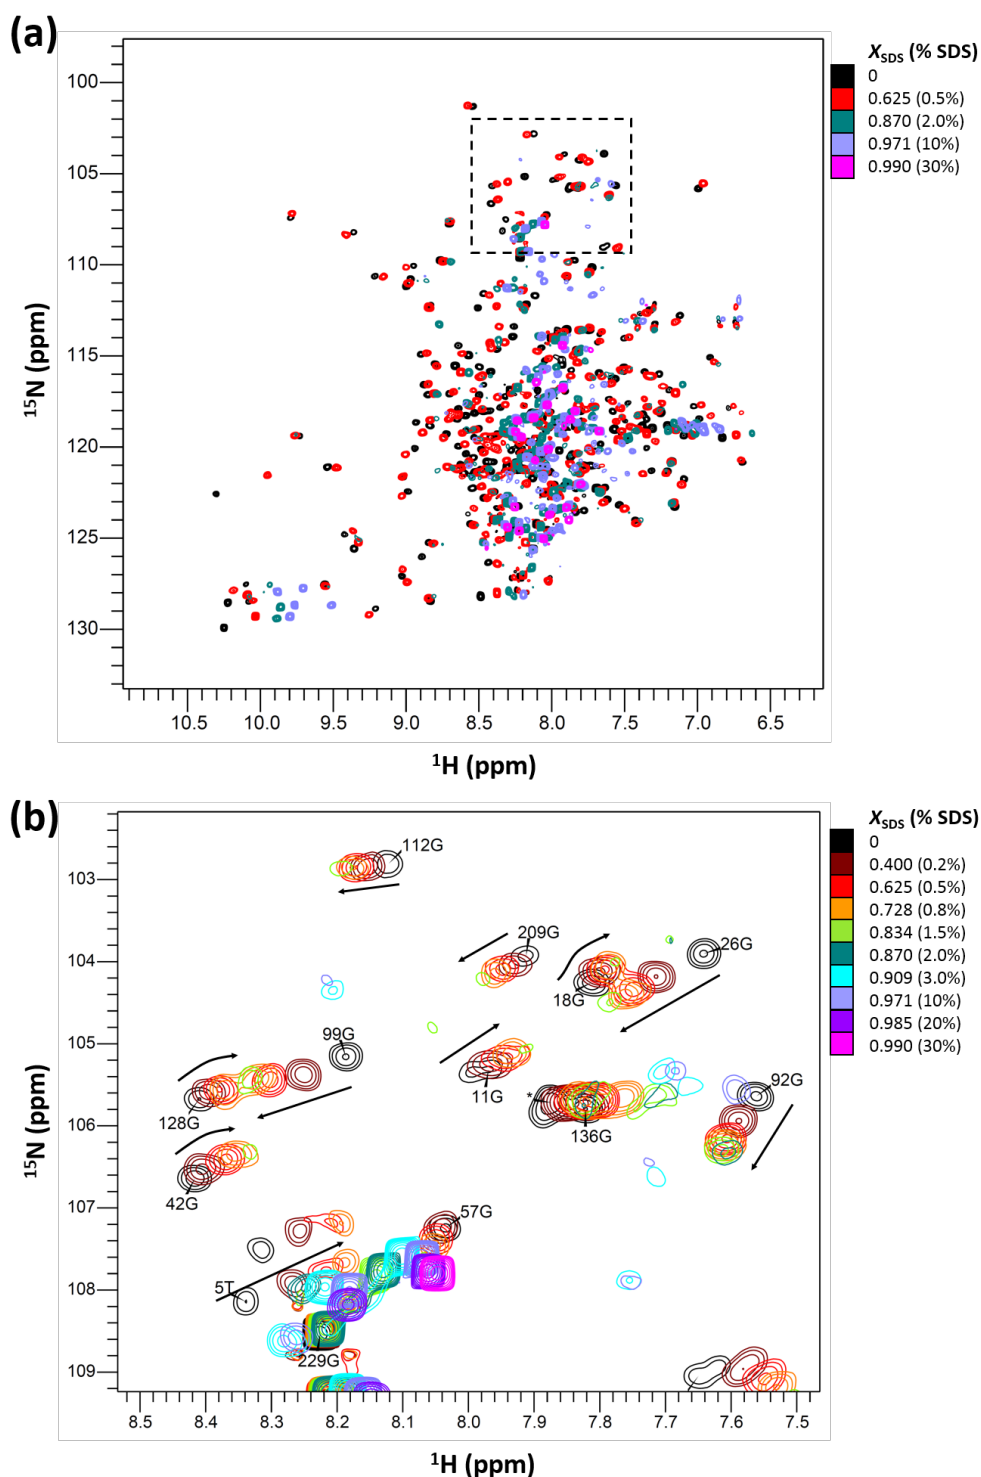 (a)
X_SDS (% SDS)
0
0.625 (0.5%)
0.870 (2.0%)
0.971 (10%)
0.990 (30%)
100
105
110
115
120
125
130
15N (ppm)
10.5 10.0 9.5 9.0 8.5 8.0 7.5 7.0 6.5
1H (ppm)
(b)
X_SDS (% SDS)
0
0.400 (0.2%)
0.625 (0.5%)
0.728 (0.8%)
0.834 (1.5%)
0.870 (2.0%)
0.909 (3.0%)
0.971 (10%)
0.985 (20%)
0.990 (30%)
103
104
105
106
107
108
109
15N (ppm)
112G
209G
26G
18G
99G
11G
92G
128G
*
136G
42G
57G
5T
229G
8.5 8.4 8.3 8.2 8.1 8.0 7.9 7.8 7.7 7.6 7.5
1H (ppm)